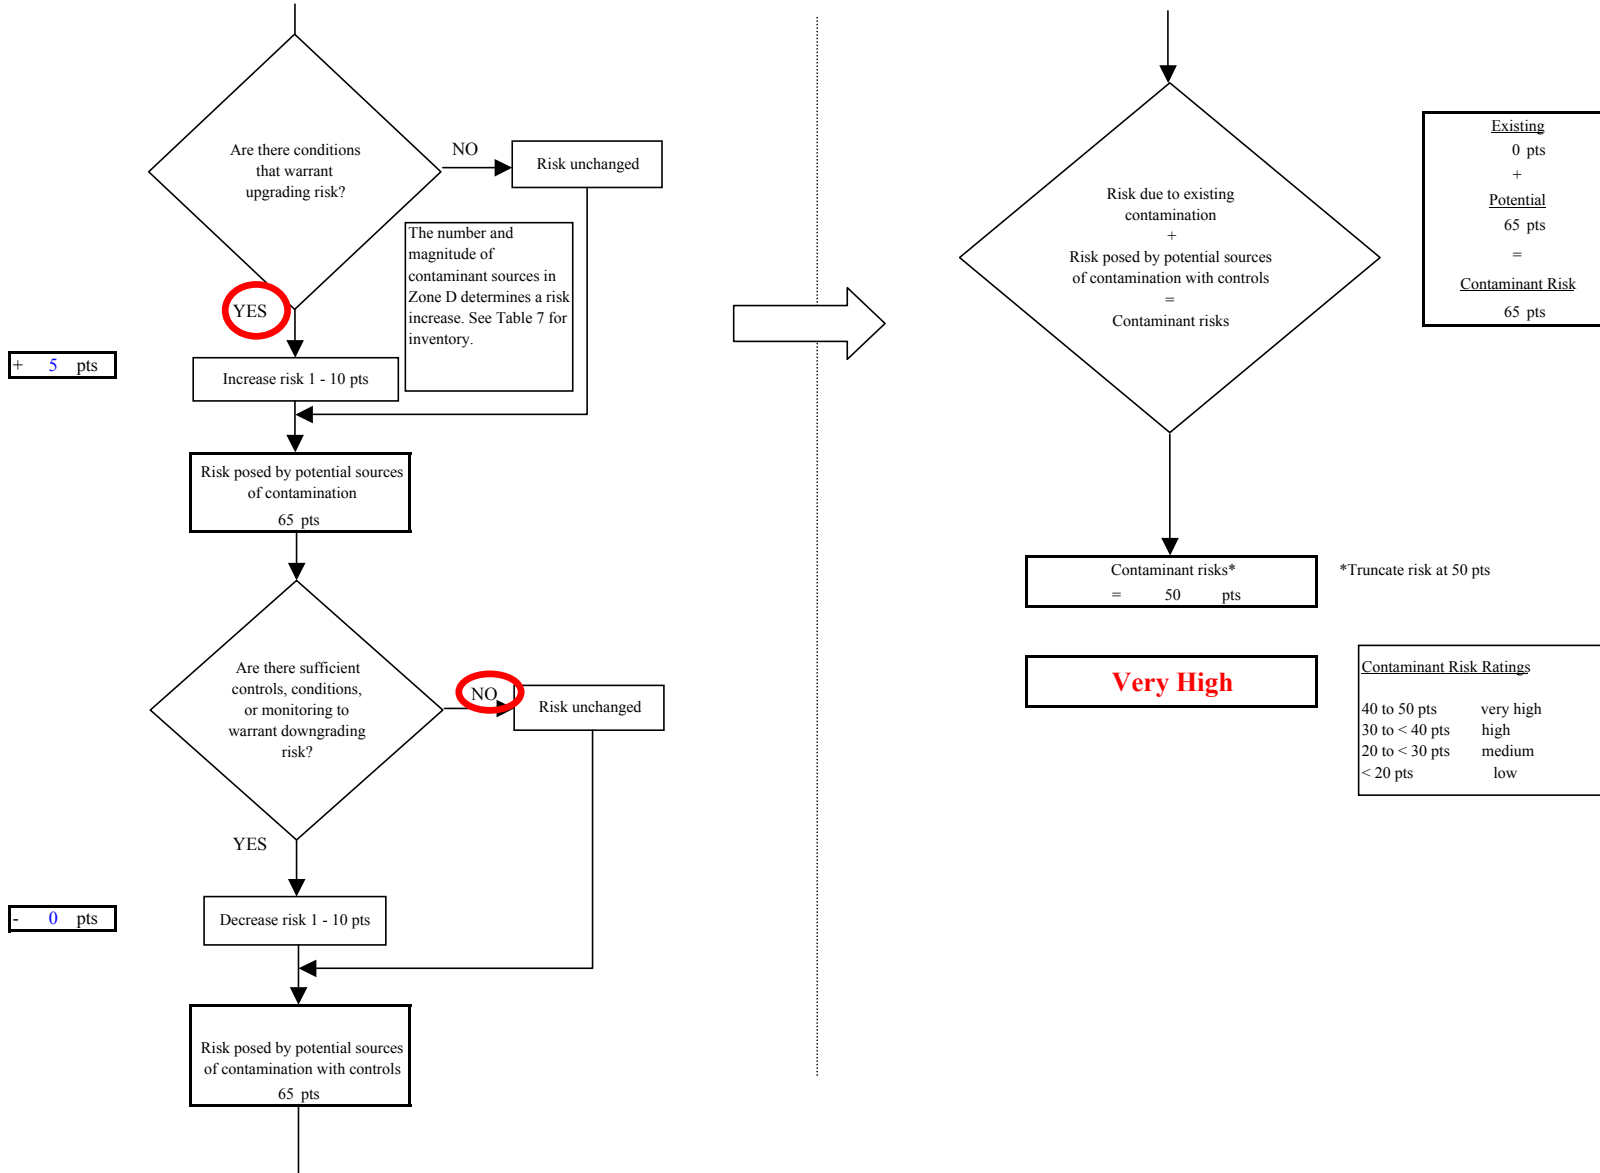 Are there conditions
that warrant
upgrading risk?
NO
Risk unchanged
The number and
magnitude of
contaminant sources in
Zone D determines a risk
increase. See Table 7 for
inventory.
YES
+ 5 pts
Increase risk 1 - 10 pts
Risk posed by potential sources
of contamination
65 pts
Are there sufficient
controls, conditions,
or monitoring to
warrant downgrading
risk?
NO
Risk unchanged
YES
- 0 pts
Decrease risk 1 - 10 pts
Risk posed by potential sources
of contamination with controls
65 pts
Risk due to existing
contamination
+
Risk posed by potential sources
of contamination with controls
=
Contaminant risks
Existing
0 pts
+
Potential
65 pts
=
Contaminant Risk
65 pts
Contaminant risks*
= 50 pts
*Truncate risk at 50 pts
Very High
Contaminant Risk Ratings
40 to 50 pts very high
30 to < 40 pts high
20 to < 30 pts medium
< 20 pts low